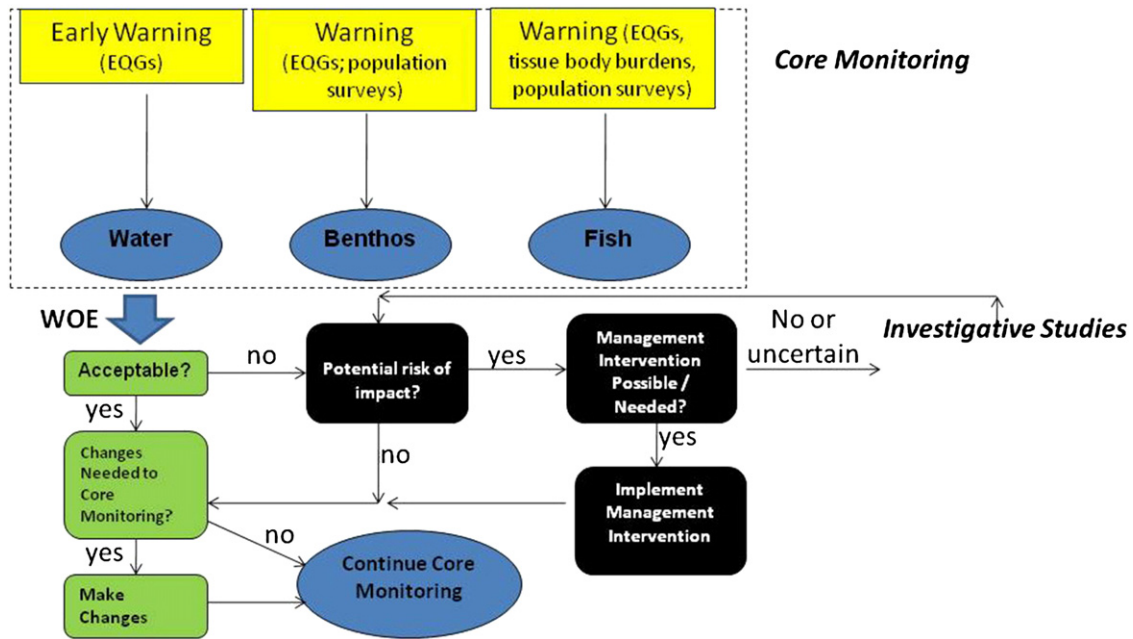 Early Warning
(EQGs)
Warning
(EQGs; population
surveys)
Warning (EQGs,
tissue body burdens,
population surveys)
Core Monitoring
Water
Benthos
Fish
WOE
Acceptable?
no
Potential risk of
impact?
yes
Management
Intervention
Possible /
Needed?
No or
uncertain
Investigative Studies
yes
Changes
Needed to
Core
Monitoring?
no
yes
Implement
Management
Intervention
no
Continue Core
Monitoring
yes
Make
Changes